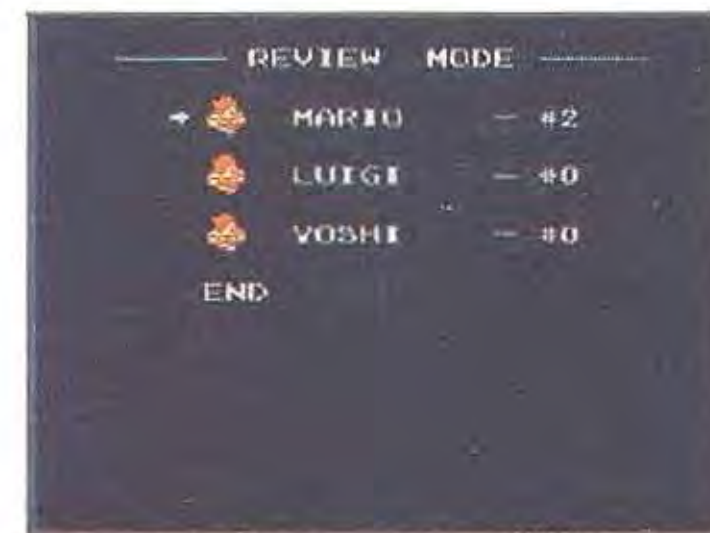 REVIEW MODE
MARIO - #2
LUIGI - #0
YOSHI - #0
END